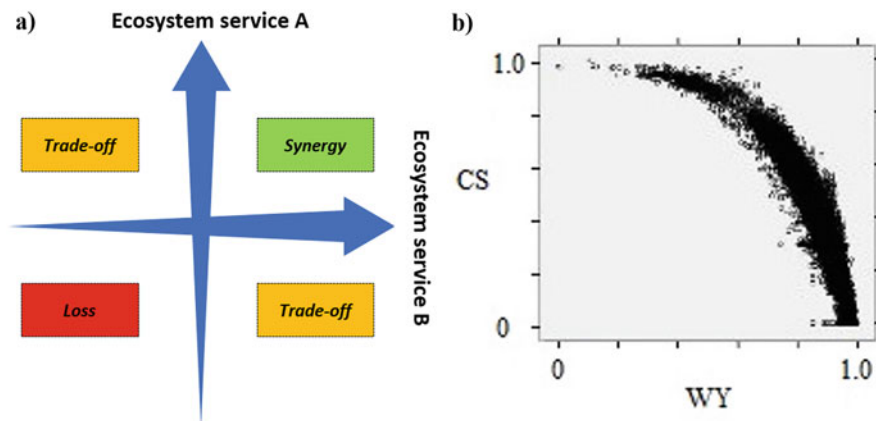 a)
Ecosystem service A
Trade-off
Synergy
Ecosystem service B
Loss
Trade-off
b)
1.0
CS
0
0
1.0
WY